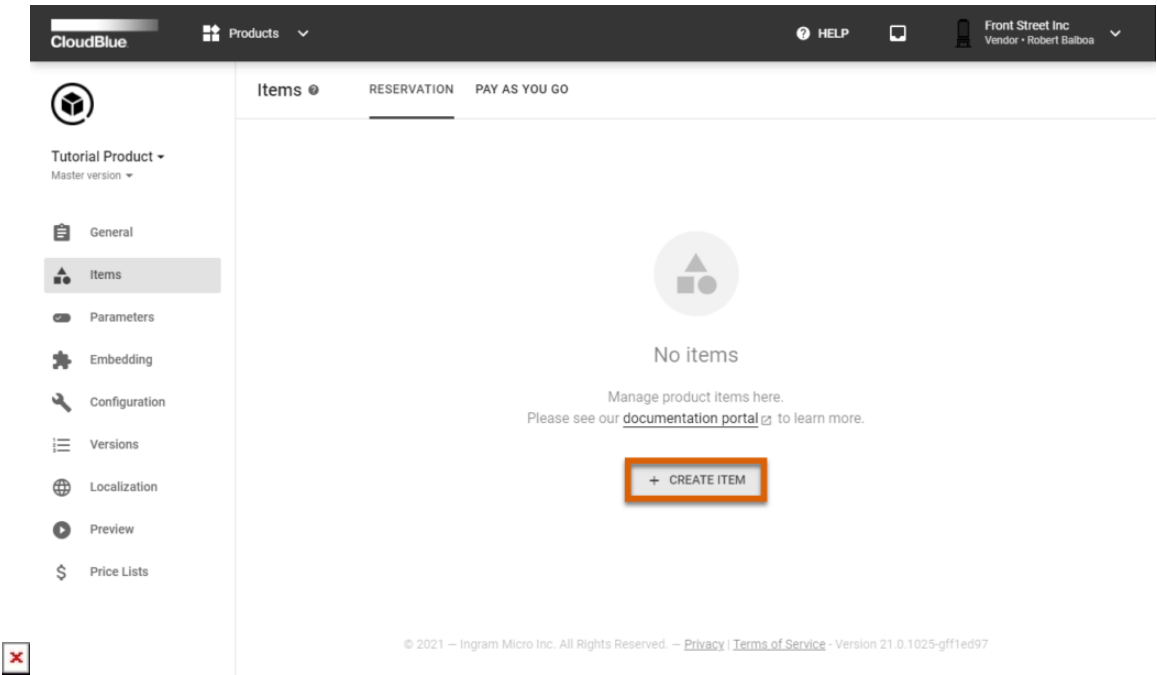 CloudBlue.
Products
HELP
Front Street Inc
Vendor • Robert Balboa
Tutorial Product
Master version
General
Items
Parameters
Embedding
Configuration
Versions
Localization
Preview
Price Lists
Items
RESERVATION PAY AS YOU GO
No items
Manage product items here.
Please see our documentation portal to learn more.
+ CREATE ITEM
© 2021 – Ingram Micro Inc. All Rights Reserved. – Privacy | Terms of Service - Version 21.0.1025-gff1ed97